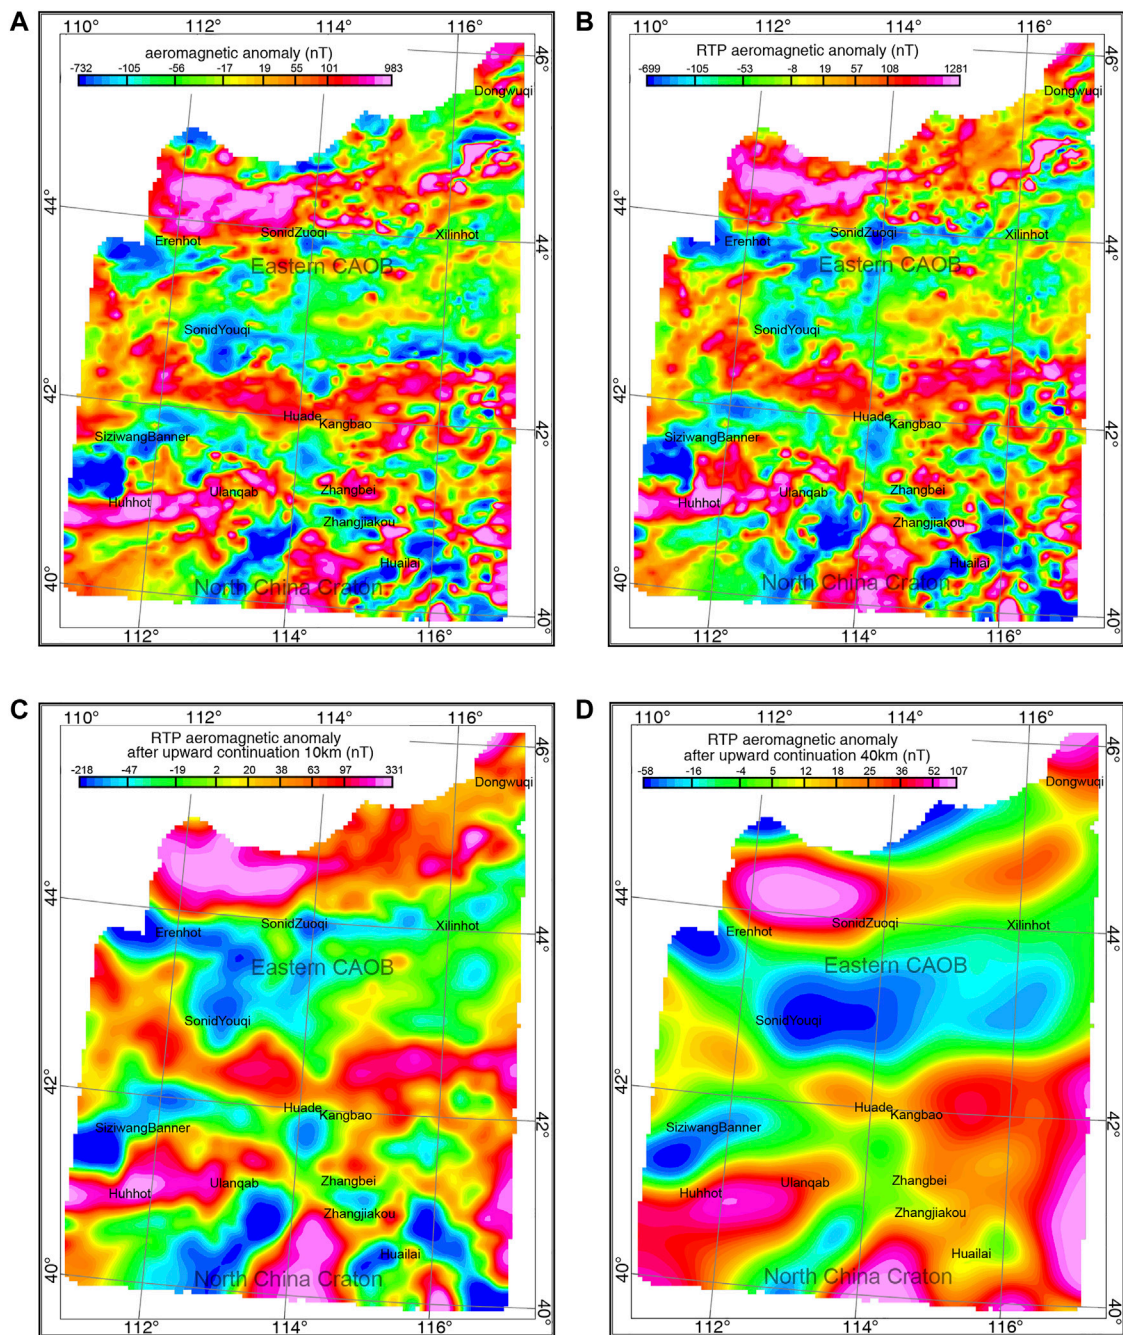 A
110°
112°
114°
116°
aeromagnetic anomaly (nT)
-732 -105 -56 -17 19 55 101 983
46°
Dongwuqi
44°
Erenhot
SonidZuoqi
Xilinhot
44°
Eastern CAOB
SonidYouqi
42°
Huade
Kangbao
42°
SiziwangBanner
Ulanqab
Zhangbei
Huhhot
Zhangjiakou
Huailai
40°
North China Craton
40°
112°
114°
116°
B
110°
112°
114°
116°
RTP aeromagnetic anomaly (nT)
-699 -105 -53 -8 19 57 108 1281
46°
Dongwuqi
44°
Erenhot
SonidZuoqi
Xilinhot
44°
Eastern CAOB
SonidYouqi
42°
Huade
Kangbao
42°
SiziwangBanner
Ulanqab
Zhangbei
Huhhot
Zhangjiakou
Huailai
40°
North China Craton
40°
112°
114°
116°
C
110°
112°
114°
116°
RTP aeromagnetic anomaly
after upward continuation 10km (nT)
-218 -47 -19 2 20 38 63 97 331
46°
Dongwuqi
44°
Erenhot
SonidZuoqi
Xilinhot
44°
Eastern CAOB
SonidYouqi
42°
Huade
Kangbao
42°
SiziwangBanner
Ulanqab
Zhangbei
Huhhot
Zhangjiakou
Huailai
40°
North China Craton
40°
112°
114°
116°
D
110°
112°
114°
116°
RTP aeromagnetic anomaly
after upward continuation 40km (nT)
-58 -16 -4 5 12 25 36 52 107
46°
Dongwuqi
44°
Erenhot
SonidZuoqi
Xilinhot
44°
Eastern CAOB
SonidYouqi
42°
Huade
Kangbao
42°
SiziwangBanner
Ulanqab
Zhangbei
Huhhot
Zhangjiakou
Huailai
40°
North China Craton
40°
112°
114°
116°